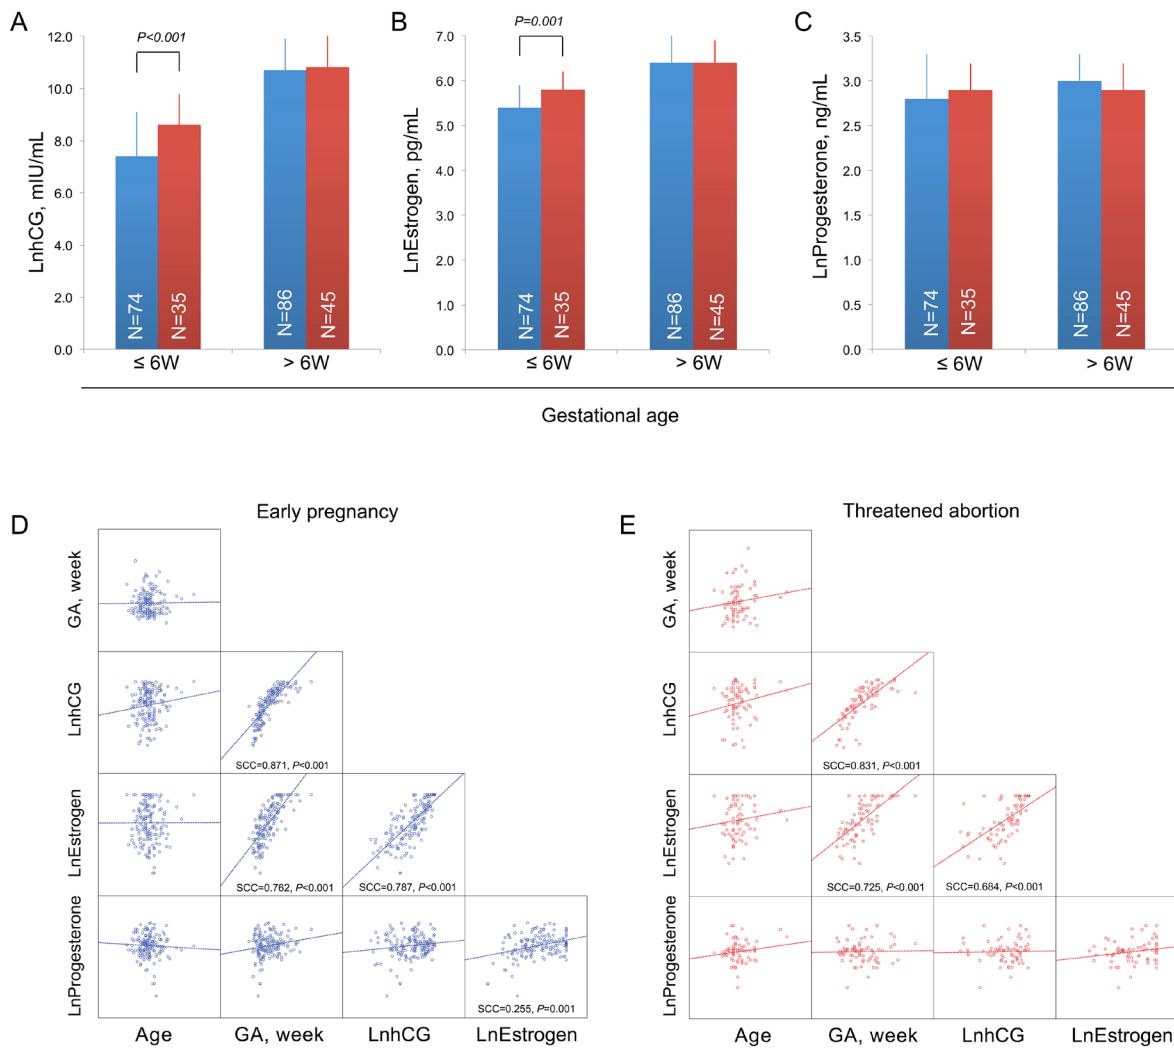 A
P<0.001
12.0
10.0
8.0
6.0
4.0
2.0
0.0
LnhCG, mIU/mL
N=74
N=35
N=86
N=45
≤ 6W
> 6W
B
P=0.001
7.0
6.0
5.0
4.0
3.0
2.0
1.0
0.0
LnEstrogen, pg/mL
N=74
N=35
N=86
N=45
≤ 6W
> 6W
C
3.5
3.0
2.5
2.0
1.5
1.0
0.5
0.0
LnProgesterone, ng/mL
N=74
N=35
N=86
N=45
≤ 6W
> 6W
Gestational age
D
Early pregnancy
GA, week
LnhCG
SCC=0.871, P<0.001
LnEstrogen
SCC=0.762, P<0.001
SCC=0.787, P<0.001
LnProgesterone
SCC=0.255, P=0.001
Age
GA, week
LnhCG
LnEstrogen
E
Threatened abortion
GA, week
LnhCG
SCC=0.831, P<0.001
LnEstrogen
SCC=0.725, P<0.001
SCC=0.684, P<0.001
LnProgesterone
Age
GA, week
LnhCG
LnEstrogen